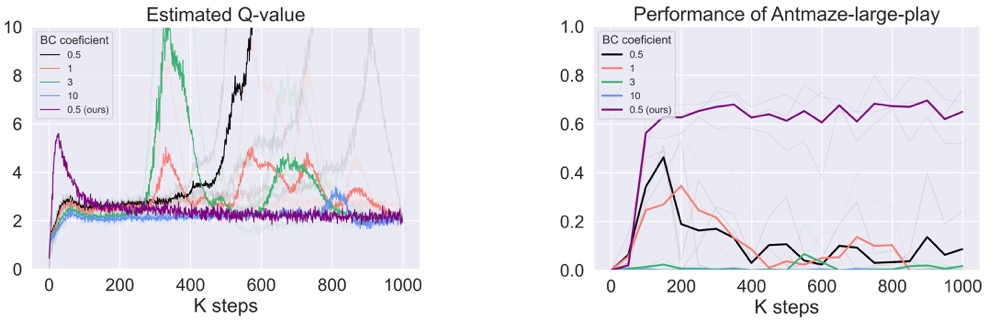 Estimated Q-value
10
8
6
4
2
0
BC coeficient
0.5
1
3
10
0.5 (ours)
0 200 400 600 800 1000
K steps
Performance of Antmaze-large-play
1.0
0.8
0.6
0.4
0.2
0.0
BC coeficient
0.5
1
3
10
0.5 (ours)
0 200 400 600 800 1000
K steps